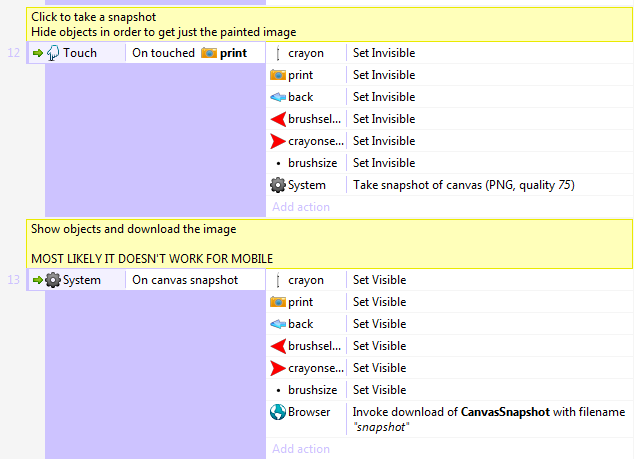 Click to take a snapshot
Hide objects in order to get just the painted image
12 Touch On touched print crayon Set Invisible
print Set Invisible
back Set Invisible
brushsel... Set Invisible
crayonse... Set Invisible
brushsize Set Invisible
System Take snapshot of canvas (PNG, quality 75)
Add action
Show objects and download the image
MOST LIKELY IT DOESN'T WORK FOR MOBILE
13 System On canvas snapshot crayon Set Visible
print Set Visible
back Set Visible
brushsel... Set Visible
crayonse... Set Visible
brushsize Set Visible
Browser Invoke download of CanvasSnapshot with filename
"snapshot"
Add action